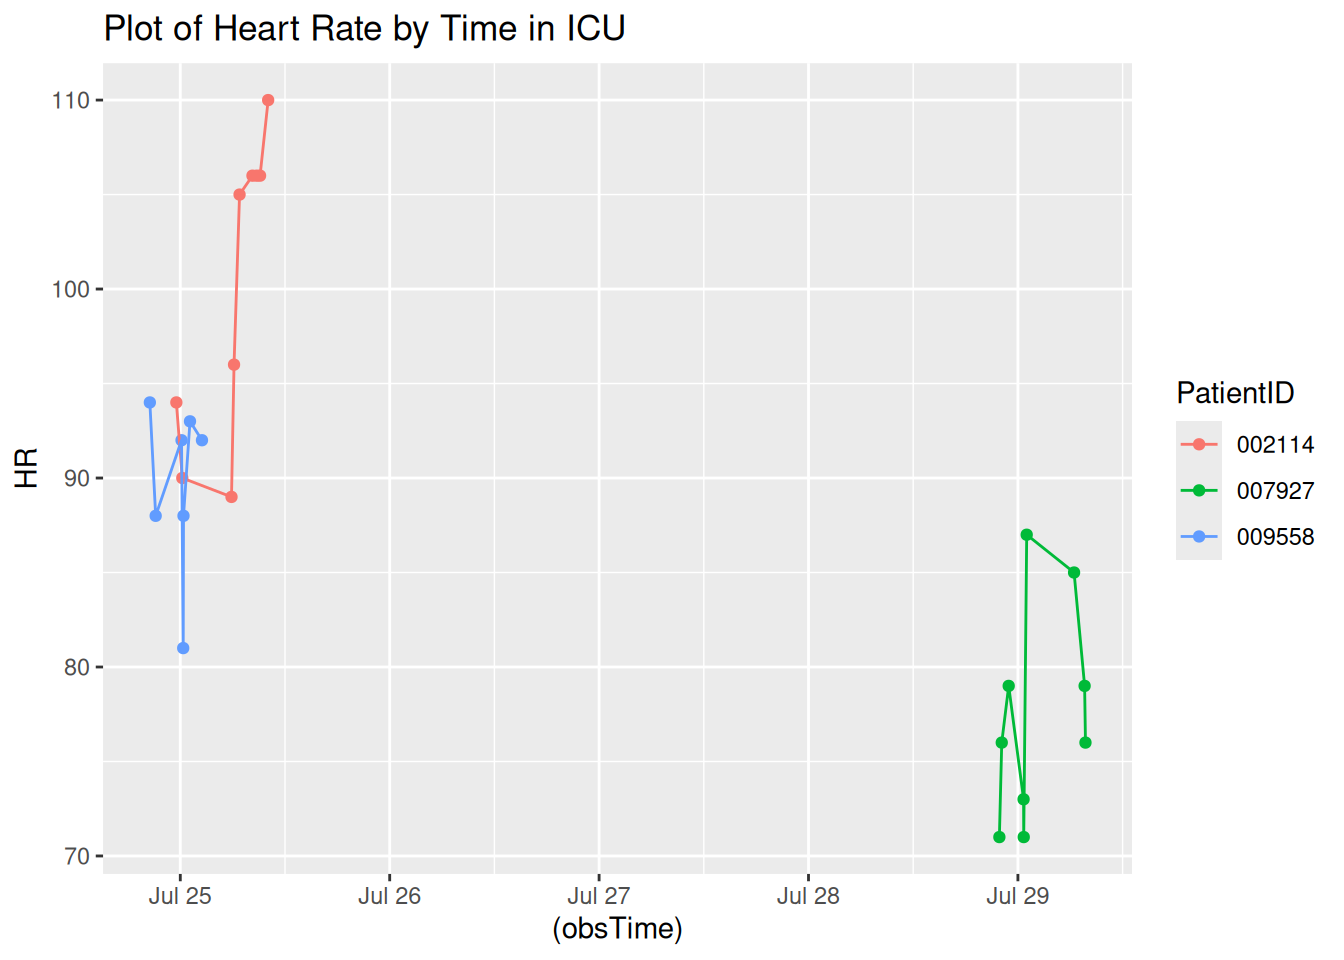 Plot of Heart Rate by Time in ICU
110
100
90
80
70
HR
Jul 25 Jul 26 Jul 27 Jul 28 Jul 29
(obsTime)
PatientID
002114
007927
009558